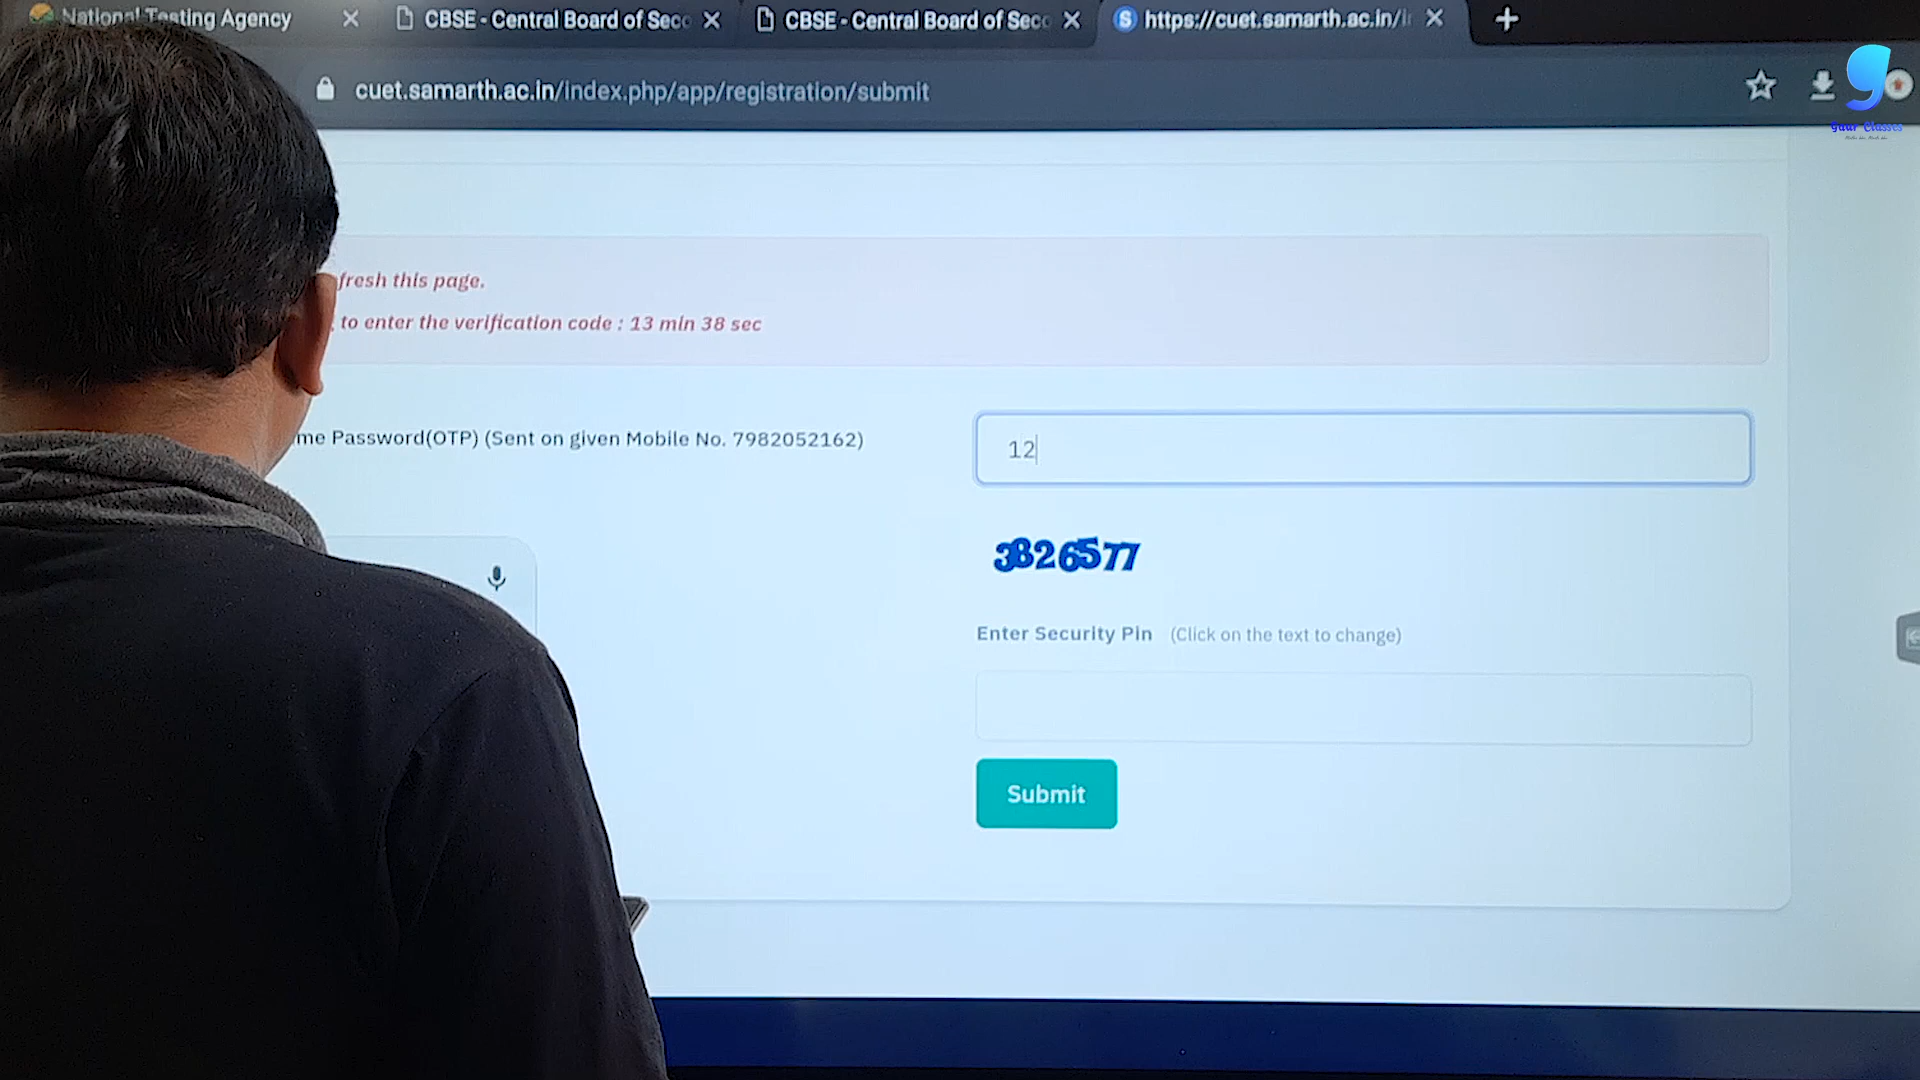 National Testing Agency
CBSE - Central Board of Seco
CBSE - Central Board of Seco
https://cuet.samarth.ac.in/i
cuet.samarth.ac.in/index.php/app/registration/submit
Gaur Classes
fresh this page.
to enter the verification code : 13 min 38 sec
me Password(OTP) (Sent on given Mobile No. 7982052162)
12
3826577
Enter Security Pin (Click on the text to change)
Submit